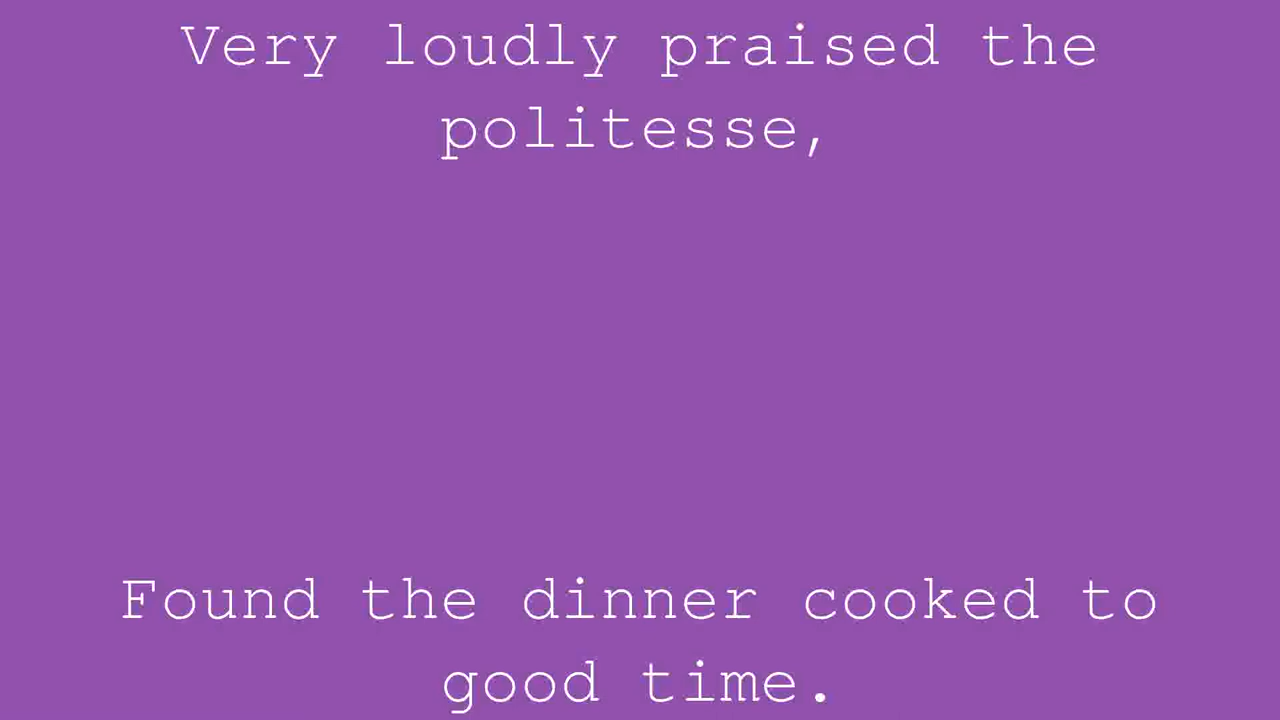 Very loudly praised the
politesse,
Found the dinner cooked to
good time.